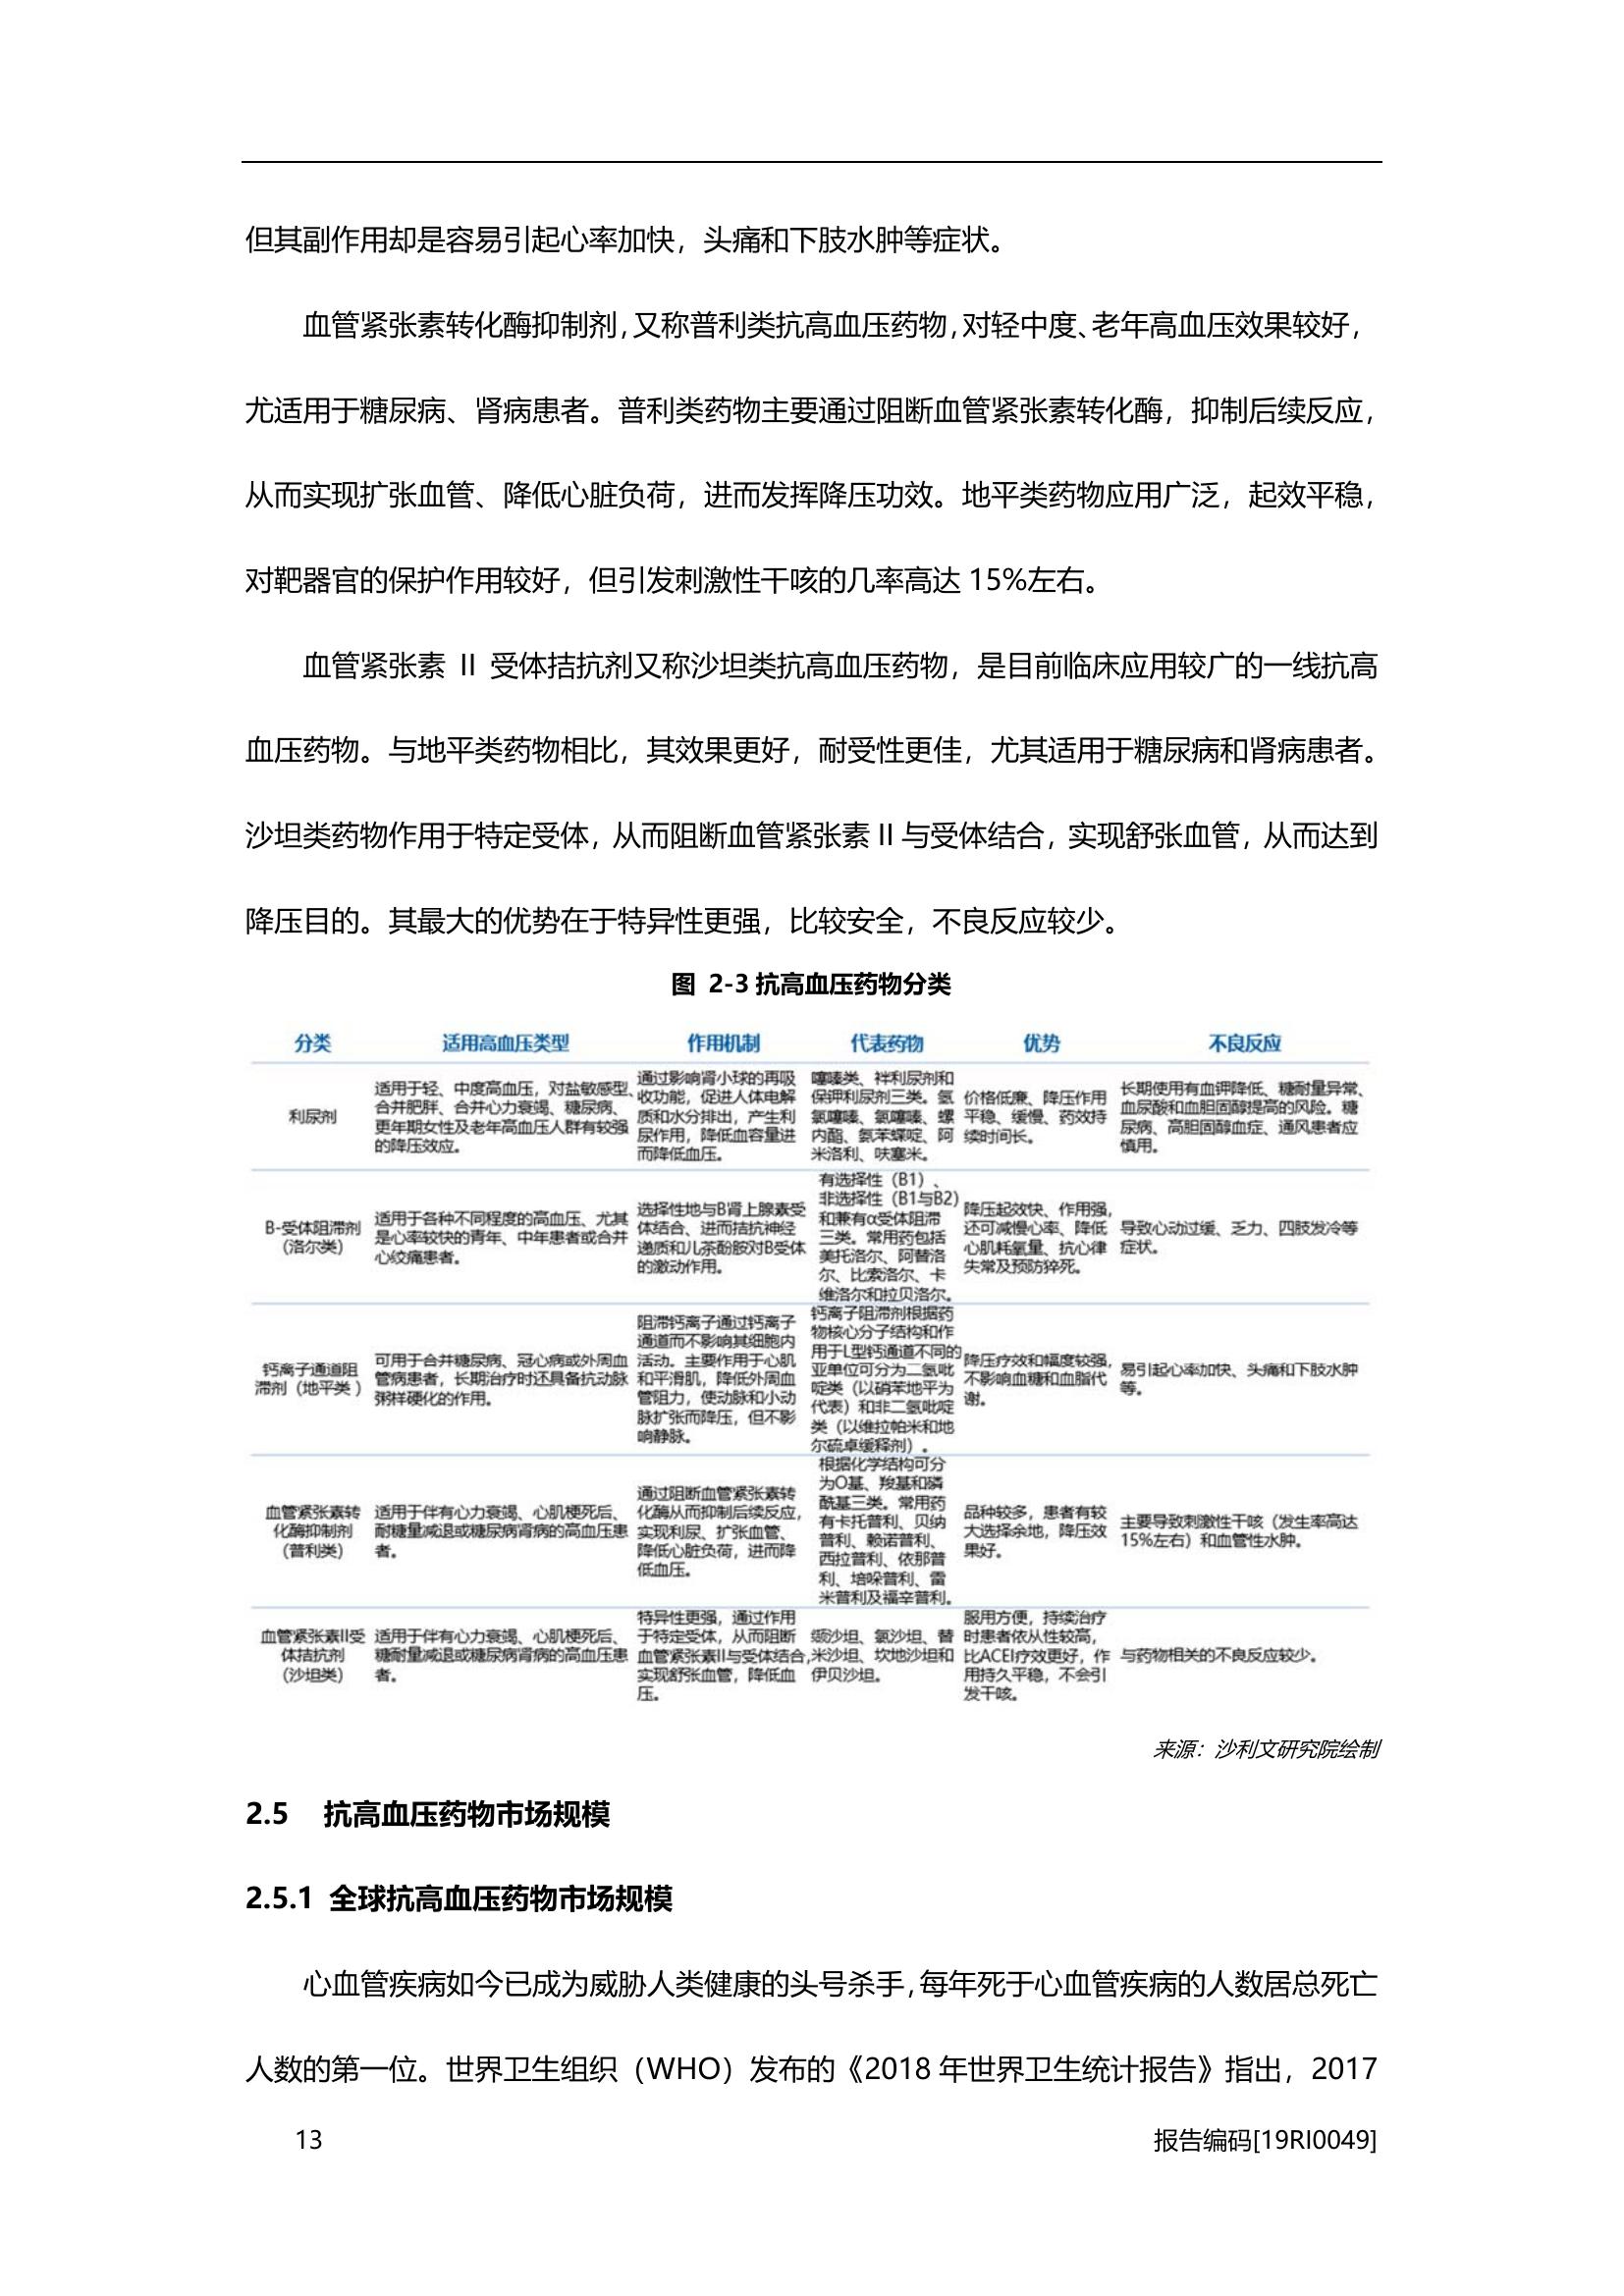 但其副作用却是容易引起心率加快，头痛和下肢水肿等症状。
血管紧张素转化酶抑制剂，又称普利类抗高血压药物，对轻中度、老年高血压效果较好，
尤适用于糖尿病、肾病患者。普利类药物主要通过阻断血管紧张素转化酶，抑制后续反应，
从而实现扩张血管、降低心脏负荷，进而发挥降压功效。地平类药物应用广泛，起效平稳，
对靶器官的保护作用较好，但引发刺激性干咳的几率高达 15%左右。
血管紧张素 II 受体拮抗剂又称沙坦类抗高血压药物，是目前临床应用较广的一线抗高
血压药物。与地平类药物相比，其效果更好，耐受性更佳，尤其适用于糖尿病和肾病患者。
沙坦类药物作用于特定受体，从而阻断血管紧张素 II 与受体结合，实现舒张血管，从而达到
降压目的。其最大的优势在于特异性更强，比较安全，不良反应较少。
图 2-3 抗高血压药物分类
分类 适用高血压类型 作用机制 代表药物 优势 不良反应
利尿剂
适用于轻、中度高血压，对盐敏感型、
合并肥胖、合并心力衰竭、糖尿病、
更年期女性及老年高血压人群有较强
的降压效应。
通过影响肾小球的再吸
收功能，促进人体电解
质和水分排出，产生利
尿作用，降低血容量进
而降低血压。
噻嗪类、袢利尿剂和
保钾利尿剂三类。氨
氯噻嗪、氯噻嗪、螺
内酯、氨苯蝶啶、阿
米洛利、呋塞米。
价格低廉、降压作用
平稳、缓慢、药效持
续时间长。
长期使用有血钾降低、糖耐量异常、
血尿酸和血胆固醇提高的风险。糖
尿病、高胆固醇血症、通风患者应
慎用。
B-受体阻滞剂
（洛尔类）
适用于各种不同程度的高血压、尤其
是心率较快的青年、中年患者或合并
心绞痛患者。
选择性地与B肾上腺素受
体结合、进而拮抗神经
递质和儿茶酚胺对B受体
的激动作用。
有选择性（B1）、
非选择性（B1与B2）
和兼有α受体阻滞
三类。常用药包括
美托洛尔、阿替洛
尔、比索洛尔、卡
维洛尔和拉贝洛尔。
降压起效快、作用强，
还可减慢心率、降低
心肌耗氧量、抗心律
失常及预防猝死。
导致心动过缓、乏力、四肢发冷等
症状。
钙离子通道阻
滞剂（地平类）
可用于合并糖尿病、冠心病或外周血
管病患者，长期治疗时还具备抗动脉
粥样硬化的作用。
阻滞钙离子通过钙离子
通道而不影响其细胞内
活动。主要作用于心肌
和平滑肌，降低外周血
管阻力，使动脉和小动
脉扩张而降压，但不影
响静脉。
钙离子阻滞剂根据药
物核心分子结构和作
用于L型钙通道不同的
亚单位可分为二氢吡
啶类（以硝苯地平为
代表）和非二氢吡啶
类（以维拉帕米和地
尔硫卓缓释剂）。
降压疗效和幅度较强，
不影响血糖和血脂代
谢。
易引起心率加快、头痛和下肢水肿
等。
血管紧张素转
化酶抑制剂
（普利类）
适用于伴有心力衰竭、心肌梗死后、
耐糖量减退或糖尿病肾病的高血压患
者。
通过阻断血管紧张素转
化酶从而抑制后续反应，
实现利尿、扩张血管、
降低心脏负荷，进而降
低血压。
根据化学结构可分
为O基、羧基和磷
酰基三类。常用药
有卡托普利、贝纳
普利、赖诺普利、
西拉普利、依那普
利、培哚普利、雷
米普利及福辛普利。
品种较多，患者有较
大选择余地，降压效
果好。
主要导致刺激性干咳（发生率高达
15%左右）和血管性水肿。
血管紧张素II受
体拮抗剂
（沙坦类）
适用于伴有心力衰竭、心肌梗死后、
糖耐量减退或糖尿病肾病的高血压患
者。
特异性更强，通过作用
于特定受体，从而阻断
血管紧张素II与受体结合，
实现舒张血管，降低血
压。
缬沙坦、氯沙坦、替
米沙坦、坎地沙坦和
伊贝沙坦。
服用方便，持续治疗
时患者依从性较高，
比ACEI疗效更好，作
用持久平稳，不会引
发干咳。
与药物相关的不良反应较少。
来源：沙利文研究院绘制
2.5 抗高血压药物市场规模
2.5.1 全球抗高血压药物市场规模
心血管疾病如今已成为威胁人类健康的头号杀手，每年死于心血管疾病的人数居总死亡
人数的第一位。世界卫生组织（WHO）发布的《2018 年世界卫生统计报告》指出，2017
13 报告编码[19RI0049]